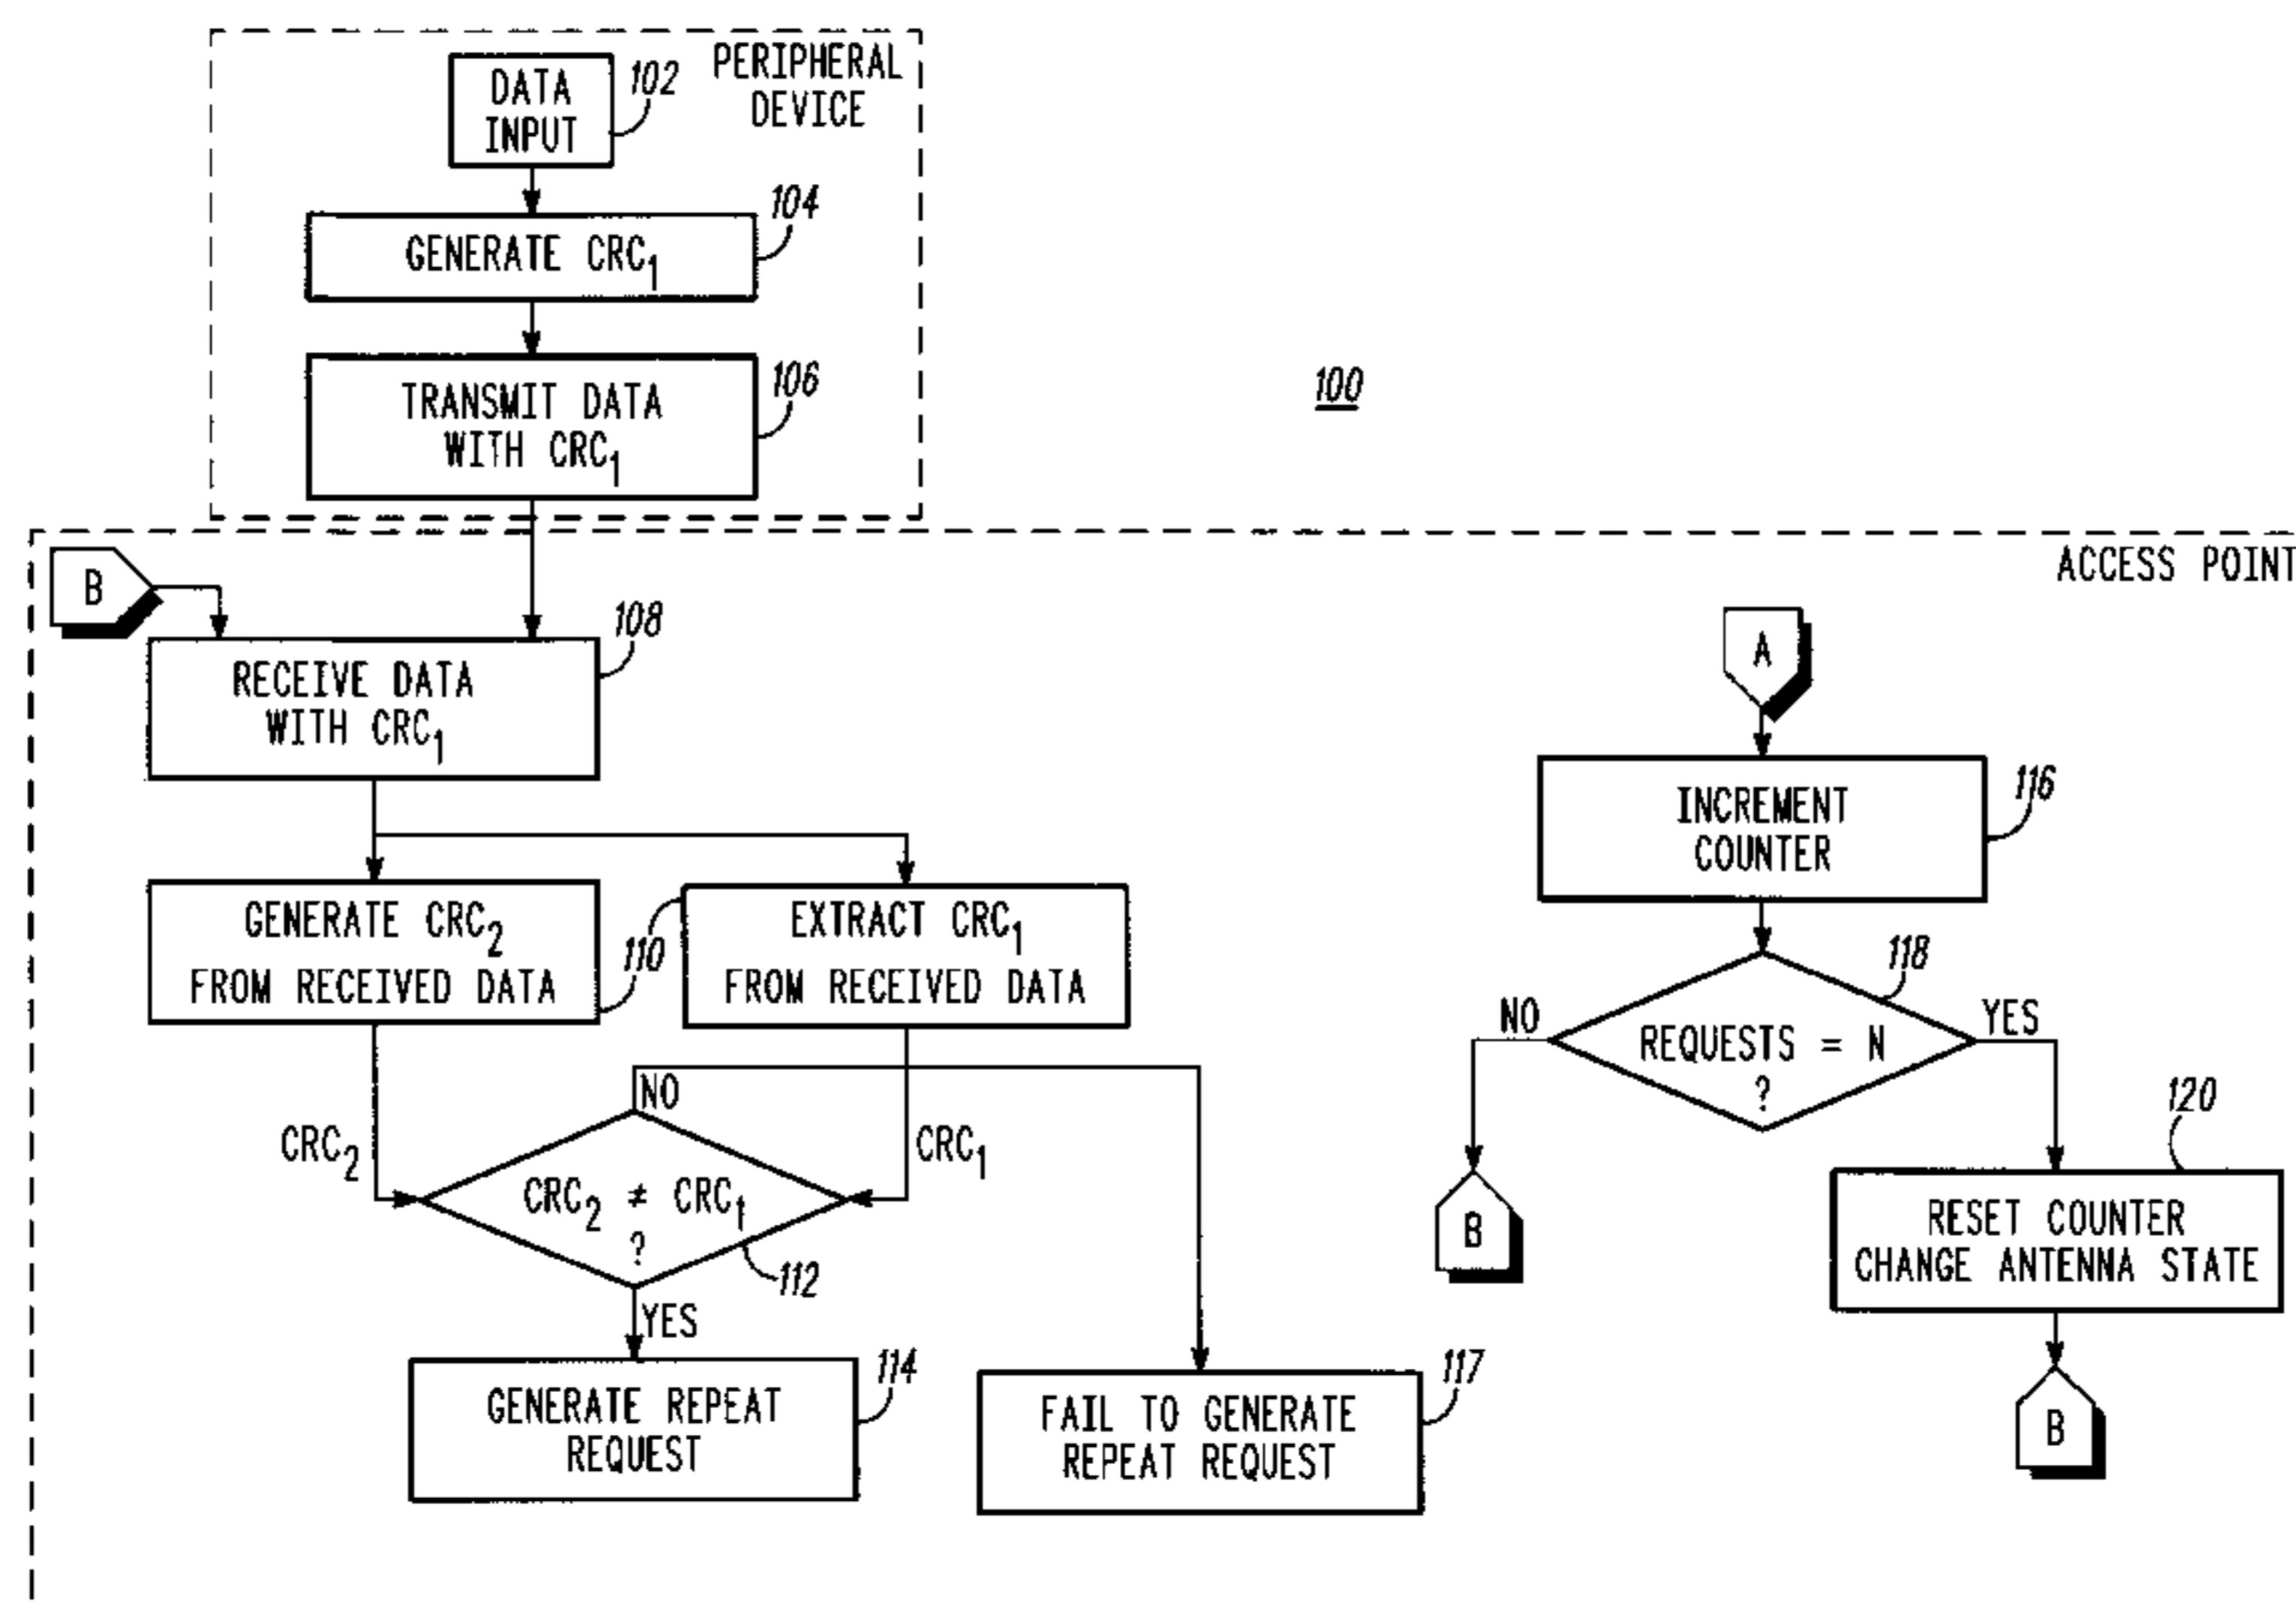 DATA
INPUT
102
PERIPHERAL
DEVICE
GENERATE CRC₁
104
TRANSMIT DATA
WITH CRC₁
106
100
ACCESS POINT
B
RECEIVE DATA
WITH CRC₁
108
GENERATE CRC₂
FROM RECEIVED DATA
110
EXTRACT CRC₁
FROM RECEIVED DATA
NO
CRC₂
CRC₁
CRC₂ ≠ CRC₁
?
112
YES
GENERATE REPEAT
REQUEST
114
FAIL TO GENERATE
REPEAT REQUEST
117
A
INCREMENT
COUNTER
116
118
NO
YES
REQUESTS = N
?
B
120
RESET COUNTER
CHANGE ANTENNA STATE
B